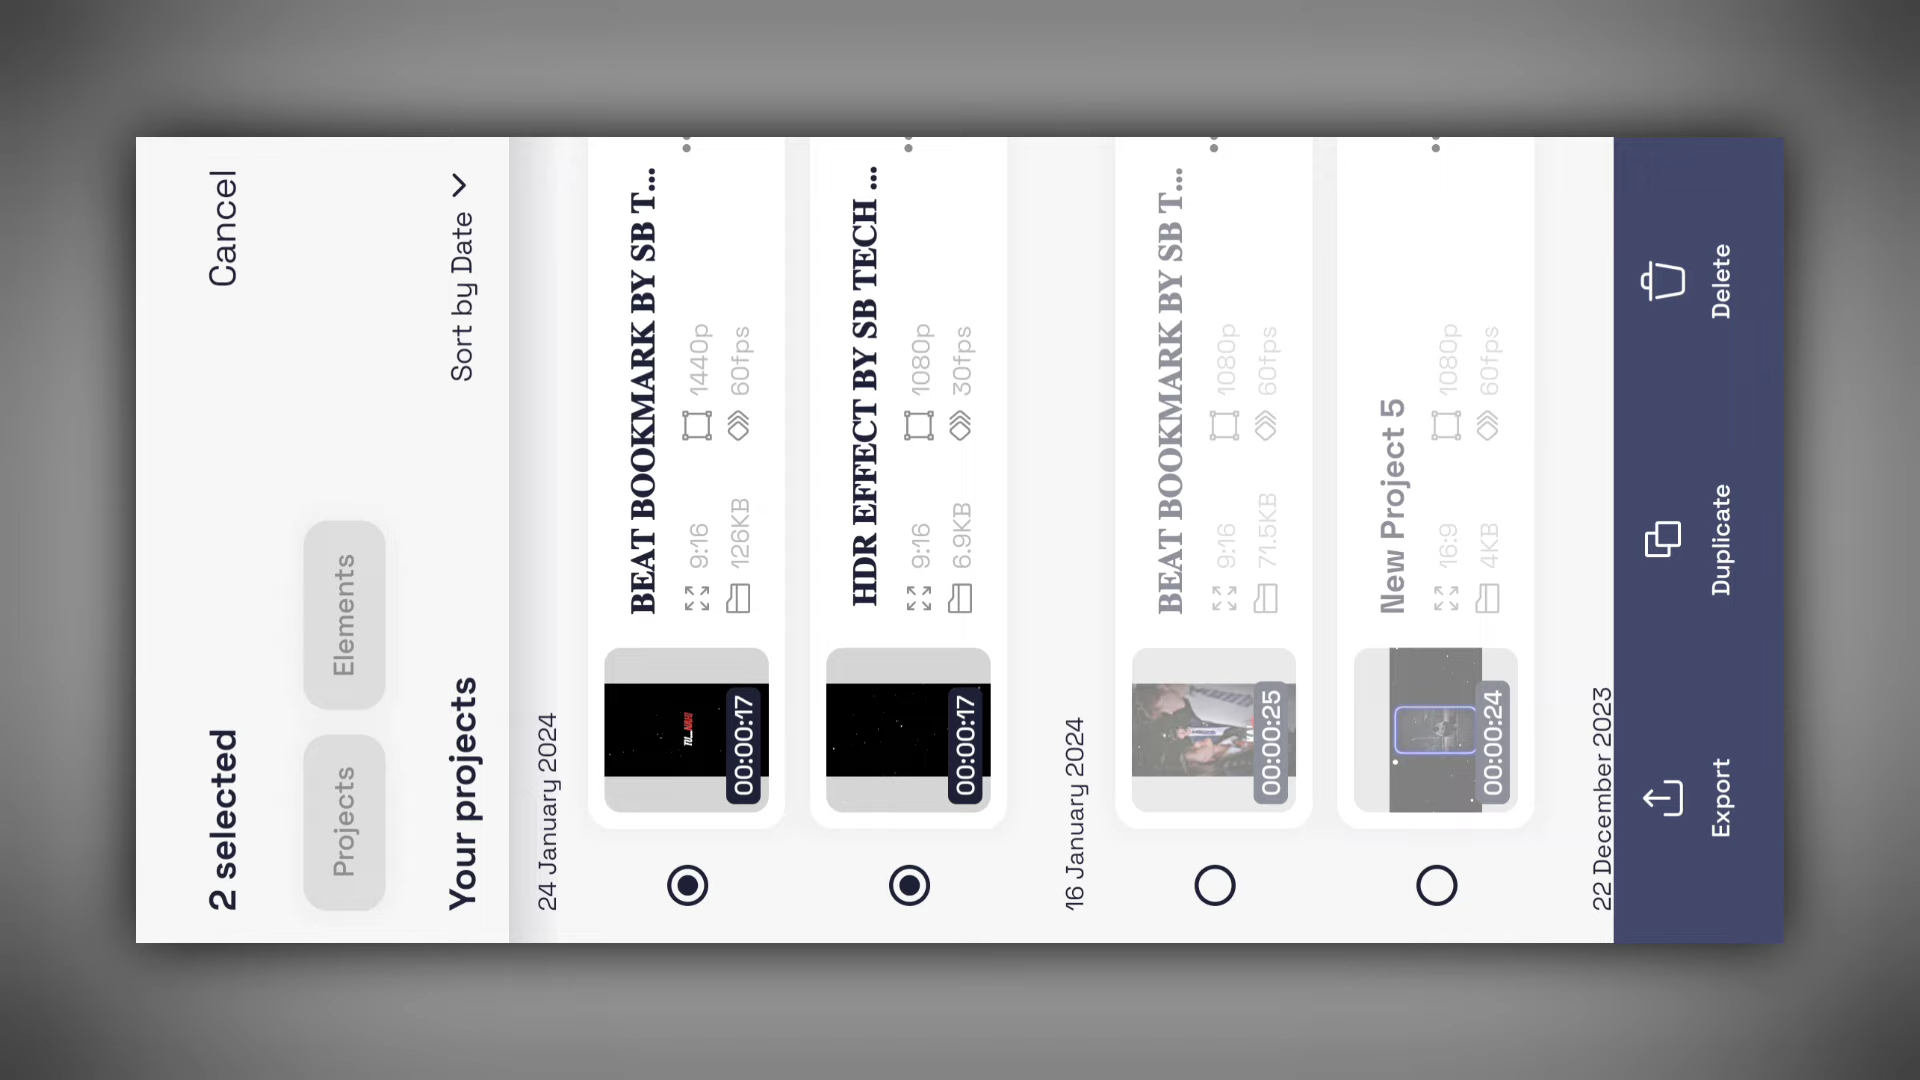 2 selected
Cancel
Projects
Elements
Your projects
Sort by Date
24 January 2024
BEAT BOOKMARK BY SB T...
9:16
1440p
126KB
60fps
00:00:17
HDR EFFECT BY SB TECH ...
9:16
1080p
6.9KB
30fps
00:00:17
16 January 2024
BEAT BOOKMARK BY SB T...
9:16
1080p
71.5KB
60fps
00:00:25
New Project 5
16:9
1080p
4KB
60fps
00:00:24
22 December 2023
Export
Duplicate
Delete